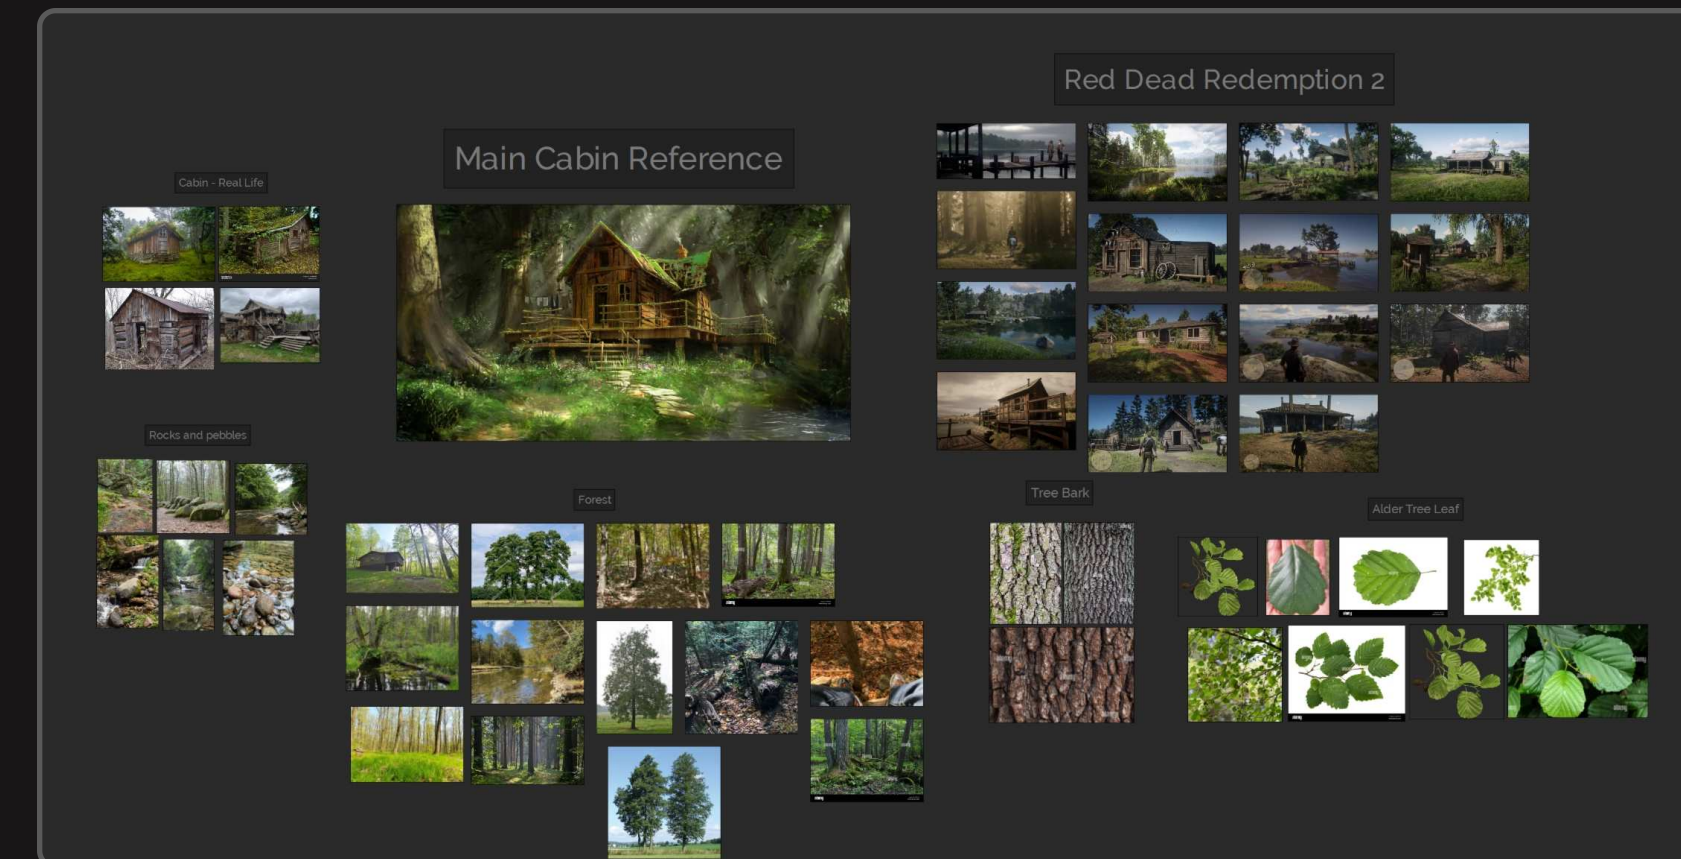 Red Dead Redemption 2
Main Cabin Reference
Cabin - Real Life
Rocks and pebbles
Forest
Tree Bark
Alder Tree Leaf